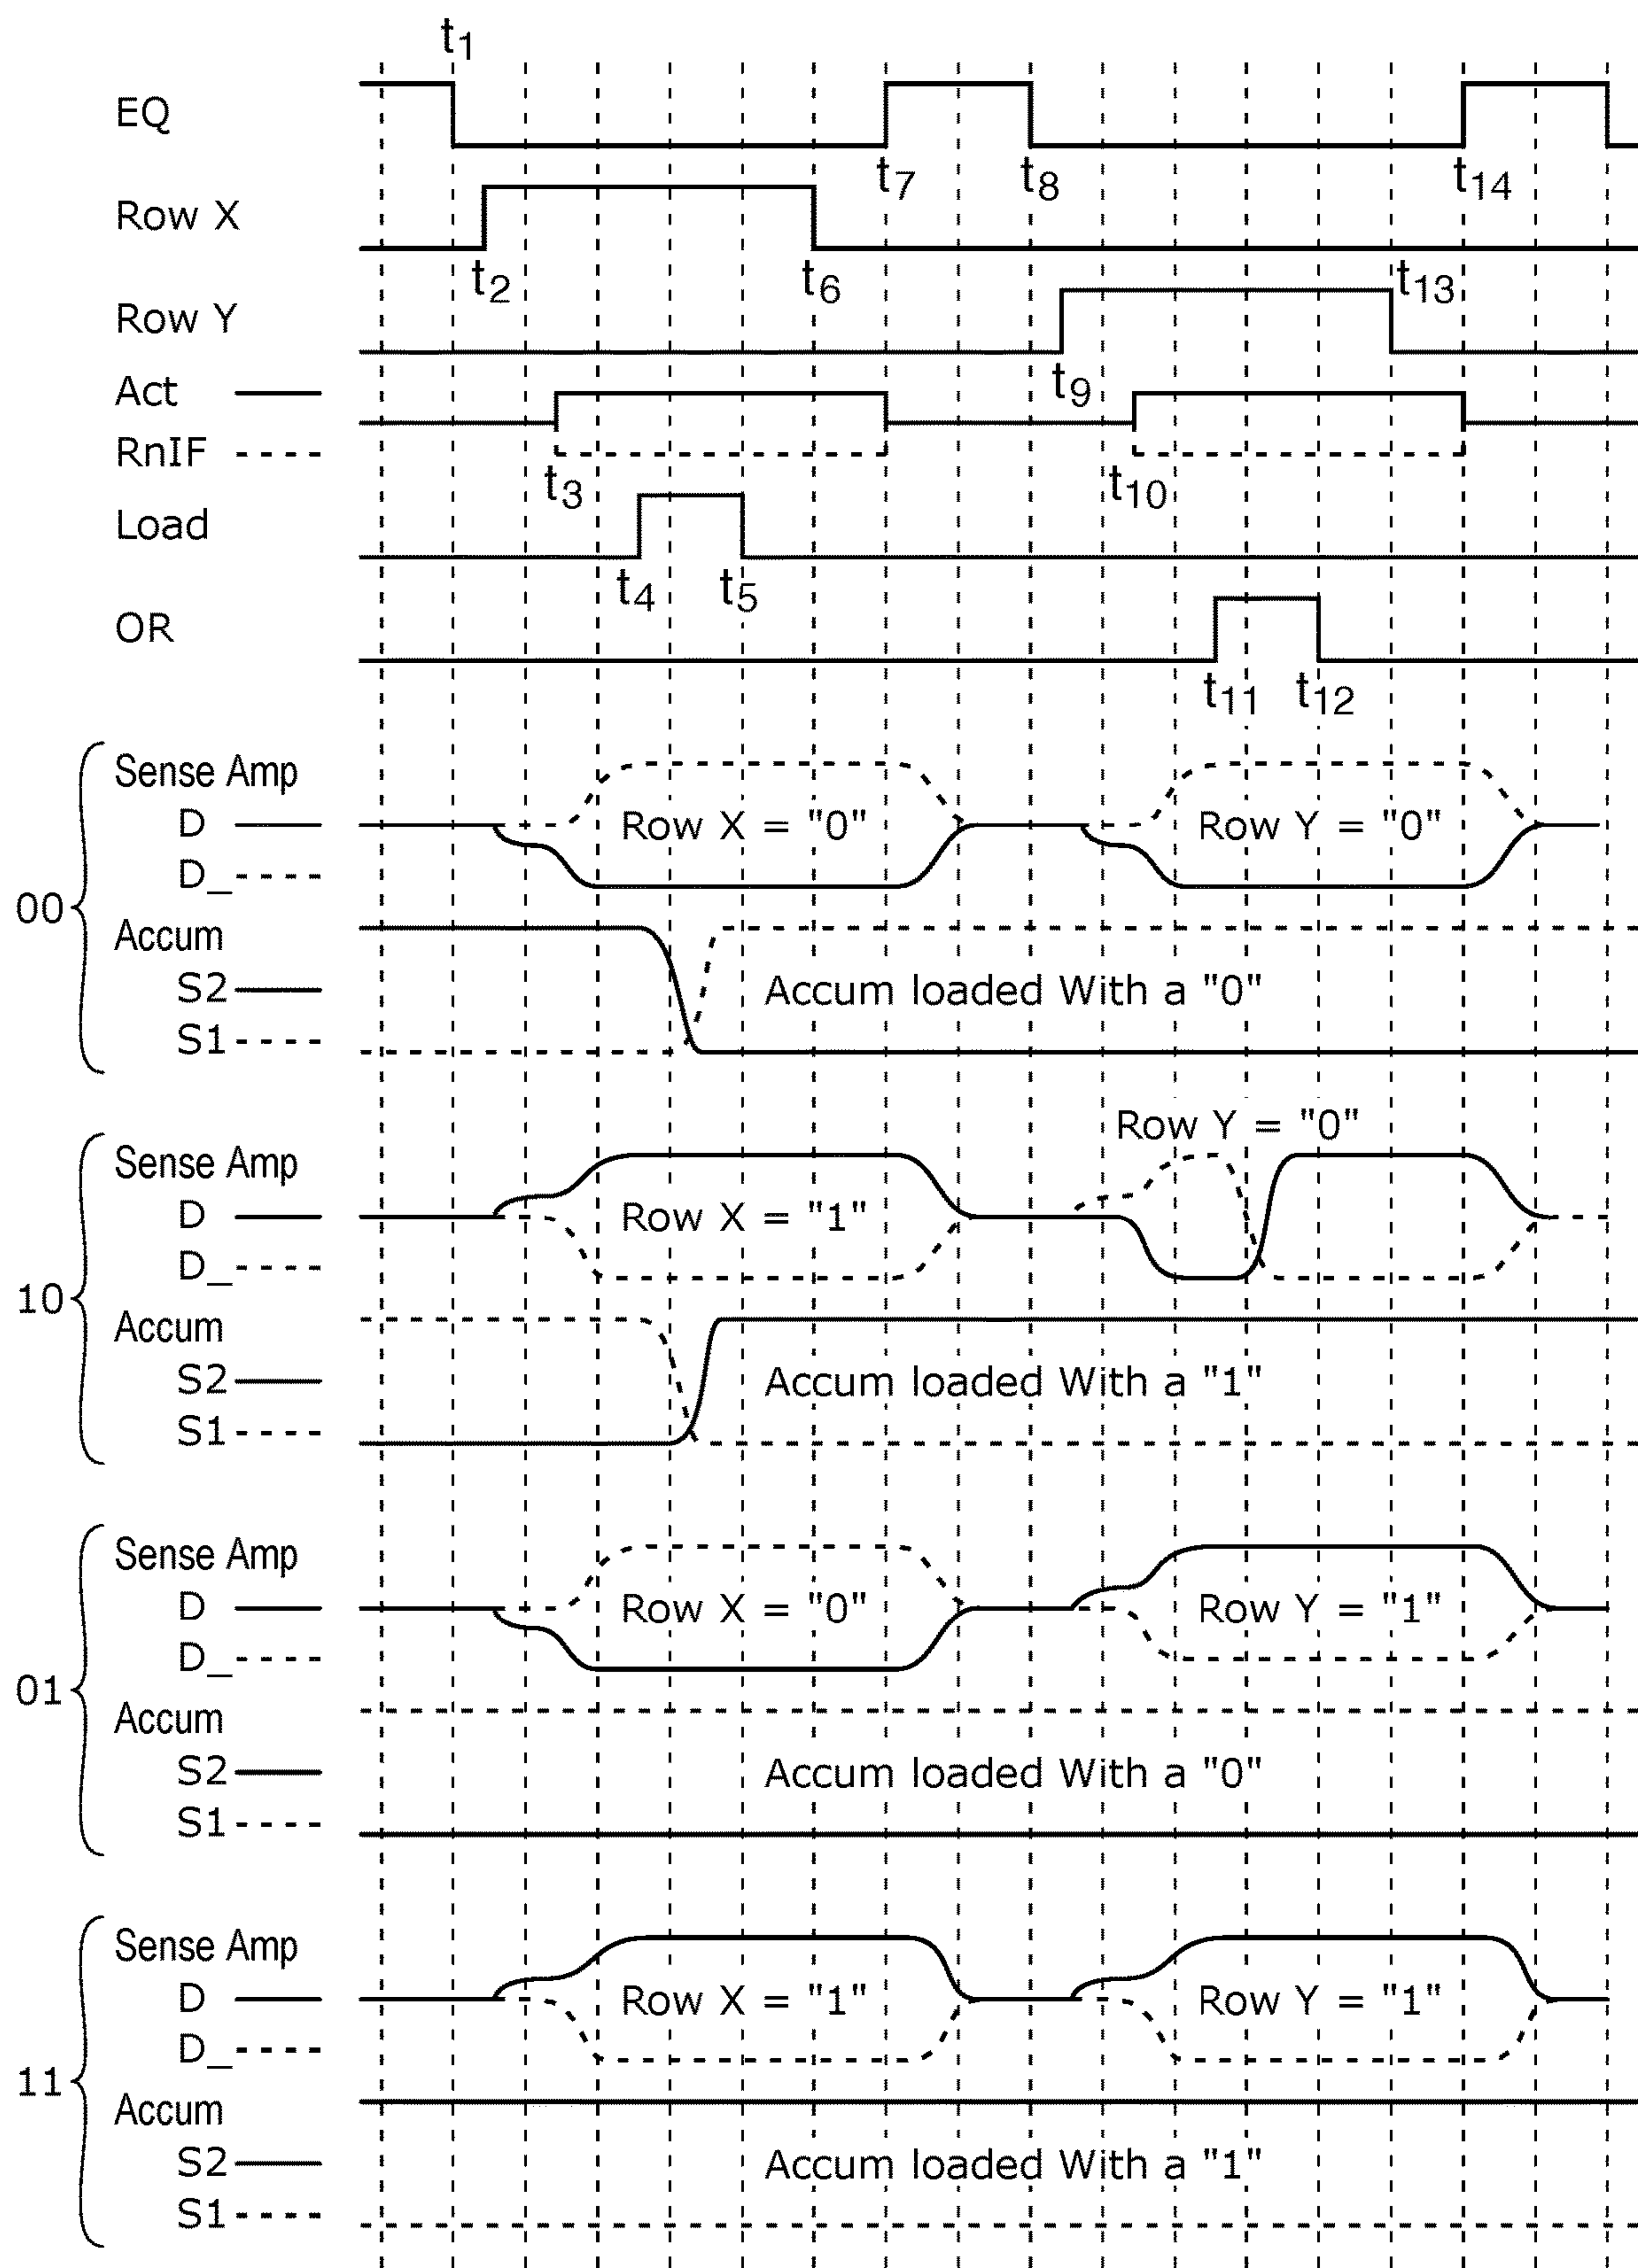 t1
EQ
t7 t8 t14
Row X
t2 t6 t13
Row Y
t9
Act
RnIF
t3 t10
Load
t4 t5
OR
t11 t12
00
Sense Amp
D
D_
Row X = "0" Row Y = "0"
Accum
S2
S1
Accum loaded With a "0"
10
Row Y = "0"
Sense Amp
D
D_
Row X = "1"
Accum
S2
S1
Accum loaded With a "1"
01
Sense Amp
D
D_
Row X = "0" Row Y = "1"
Accum
S2
S1
Accum loaded With a "0"
11
Sense Amp
D
D_
Row X = "1" Row Y = "1"
Accum
S2
S1
Accum loaded With a "1"